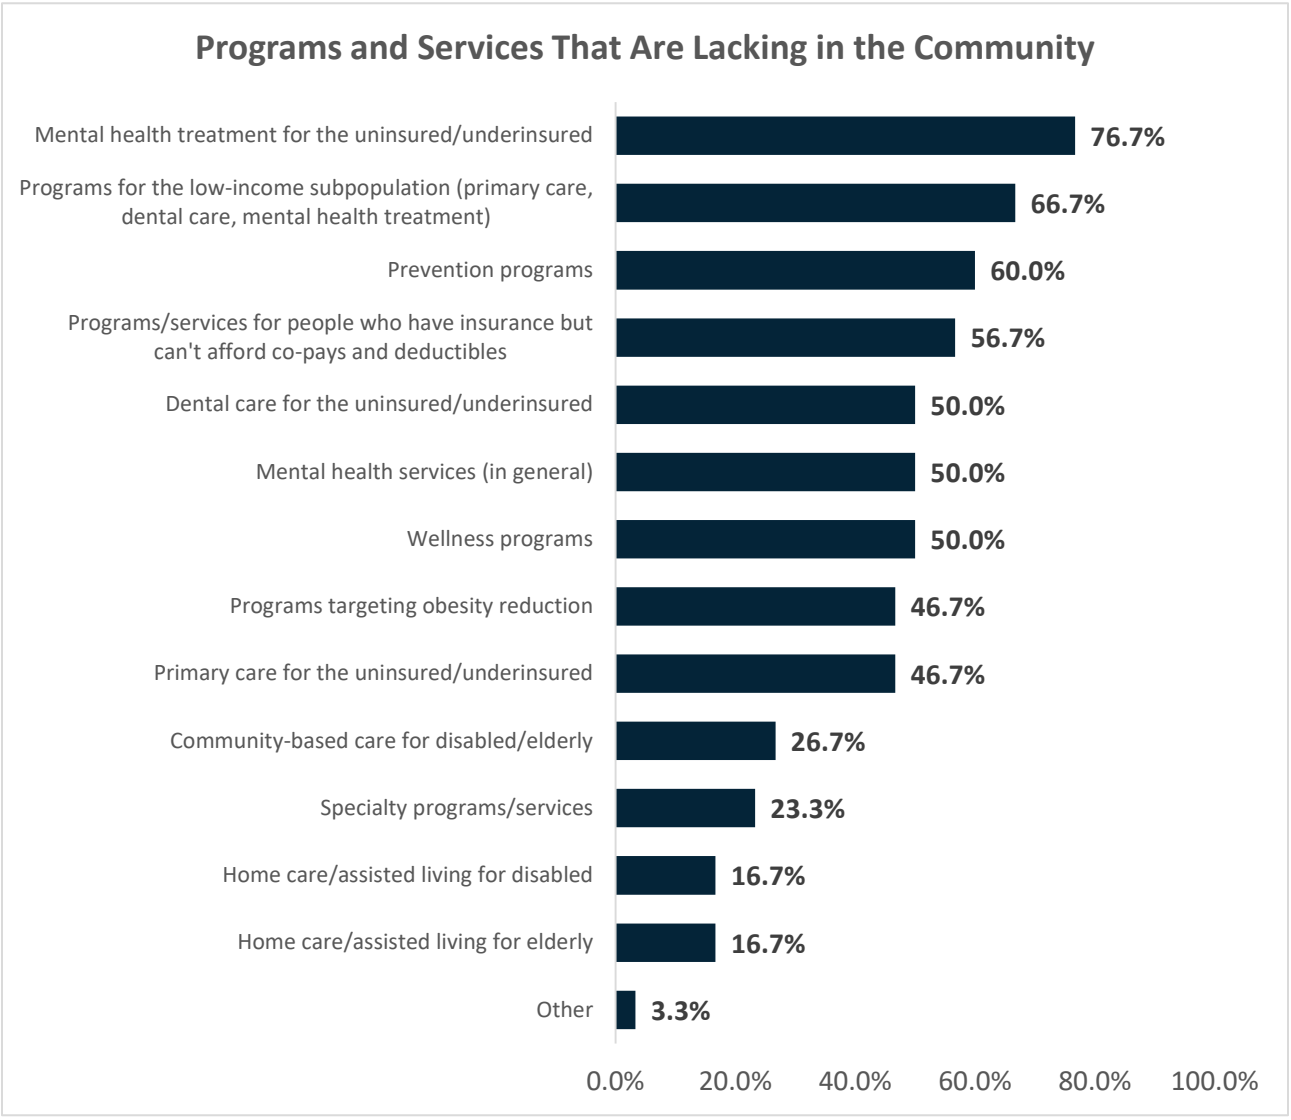 Programs and Services That Are Lacking in the Community
Mental health treatment for the uninsured/underinsured
76.7%
Programs for the low-income subpopulation (primary care,
dental care, mental health treatment)
66.7%
Prevention programs
60.0%
Programs/services for people who have insurance but
can't afford co-pays and deductibles
56.7%
Dental care for the uninsured/underinsured
50.0%
Mental health services (in general)
50.0%
Wellness programs
50.0%
Programs targeting obesity reduction
46.7%
Primary care for the uninsured/underinsured
46.7%
Community-based care for disabled/elderly
26.7%
Specialty programs/services
23.3%
Home care/assisted living for disabled
16.7%
Home care/assisted living for elderly
16.7%
Other
3.3%
0.0% 20.0% 40.0% 60.0% 80.0% 100.0%